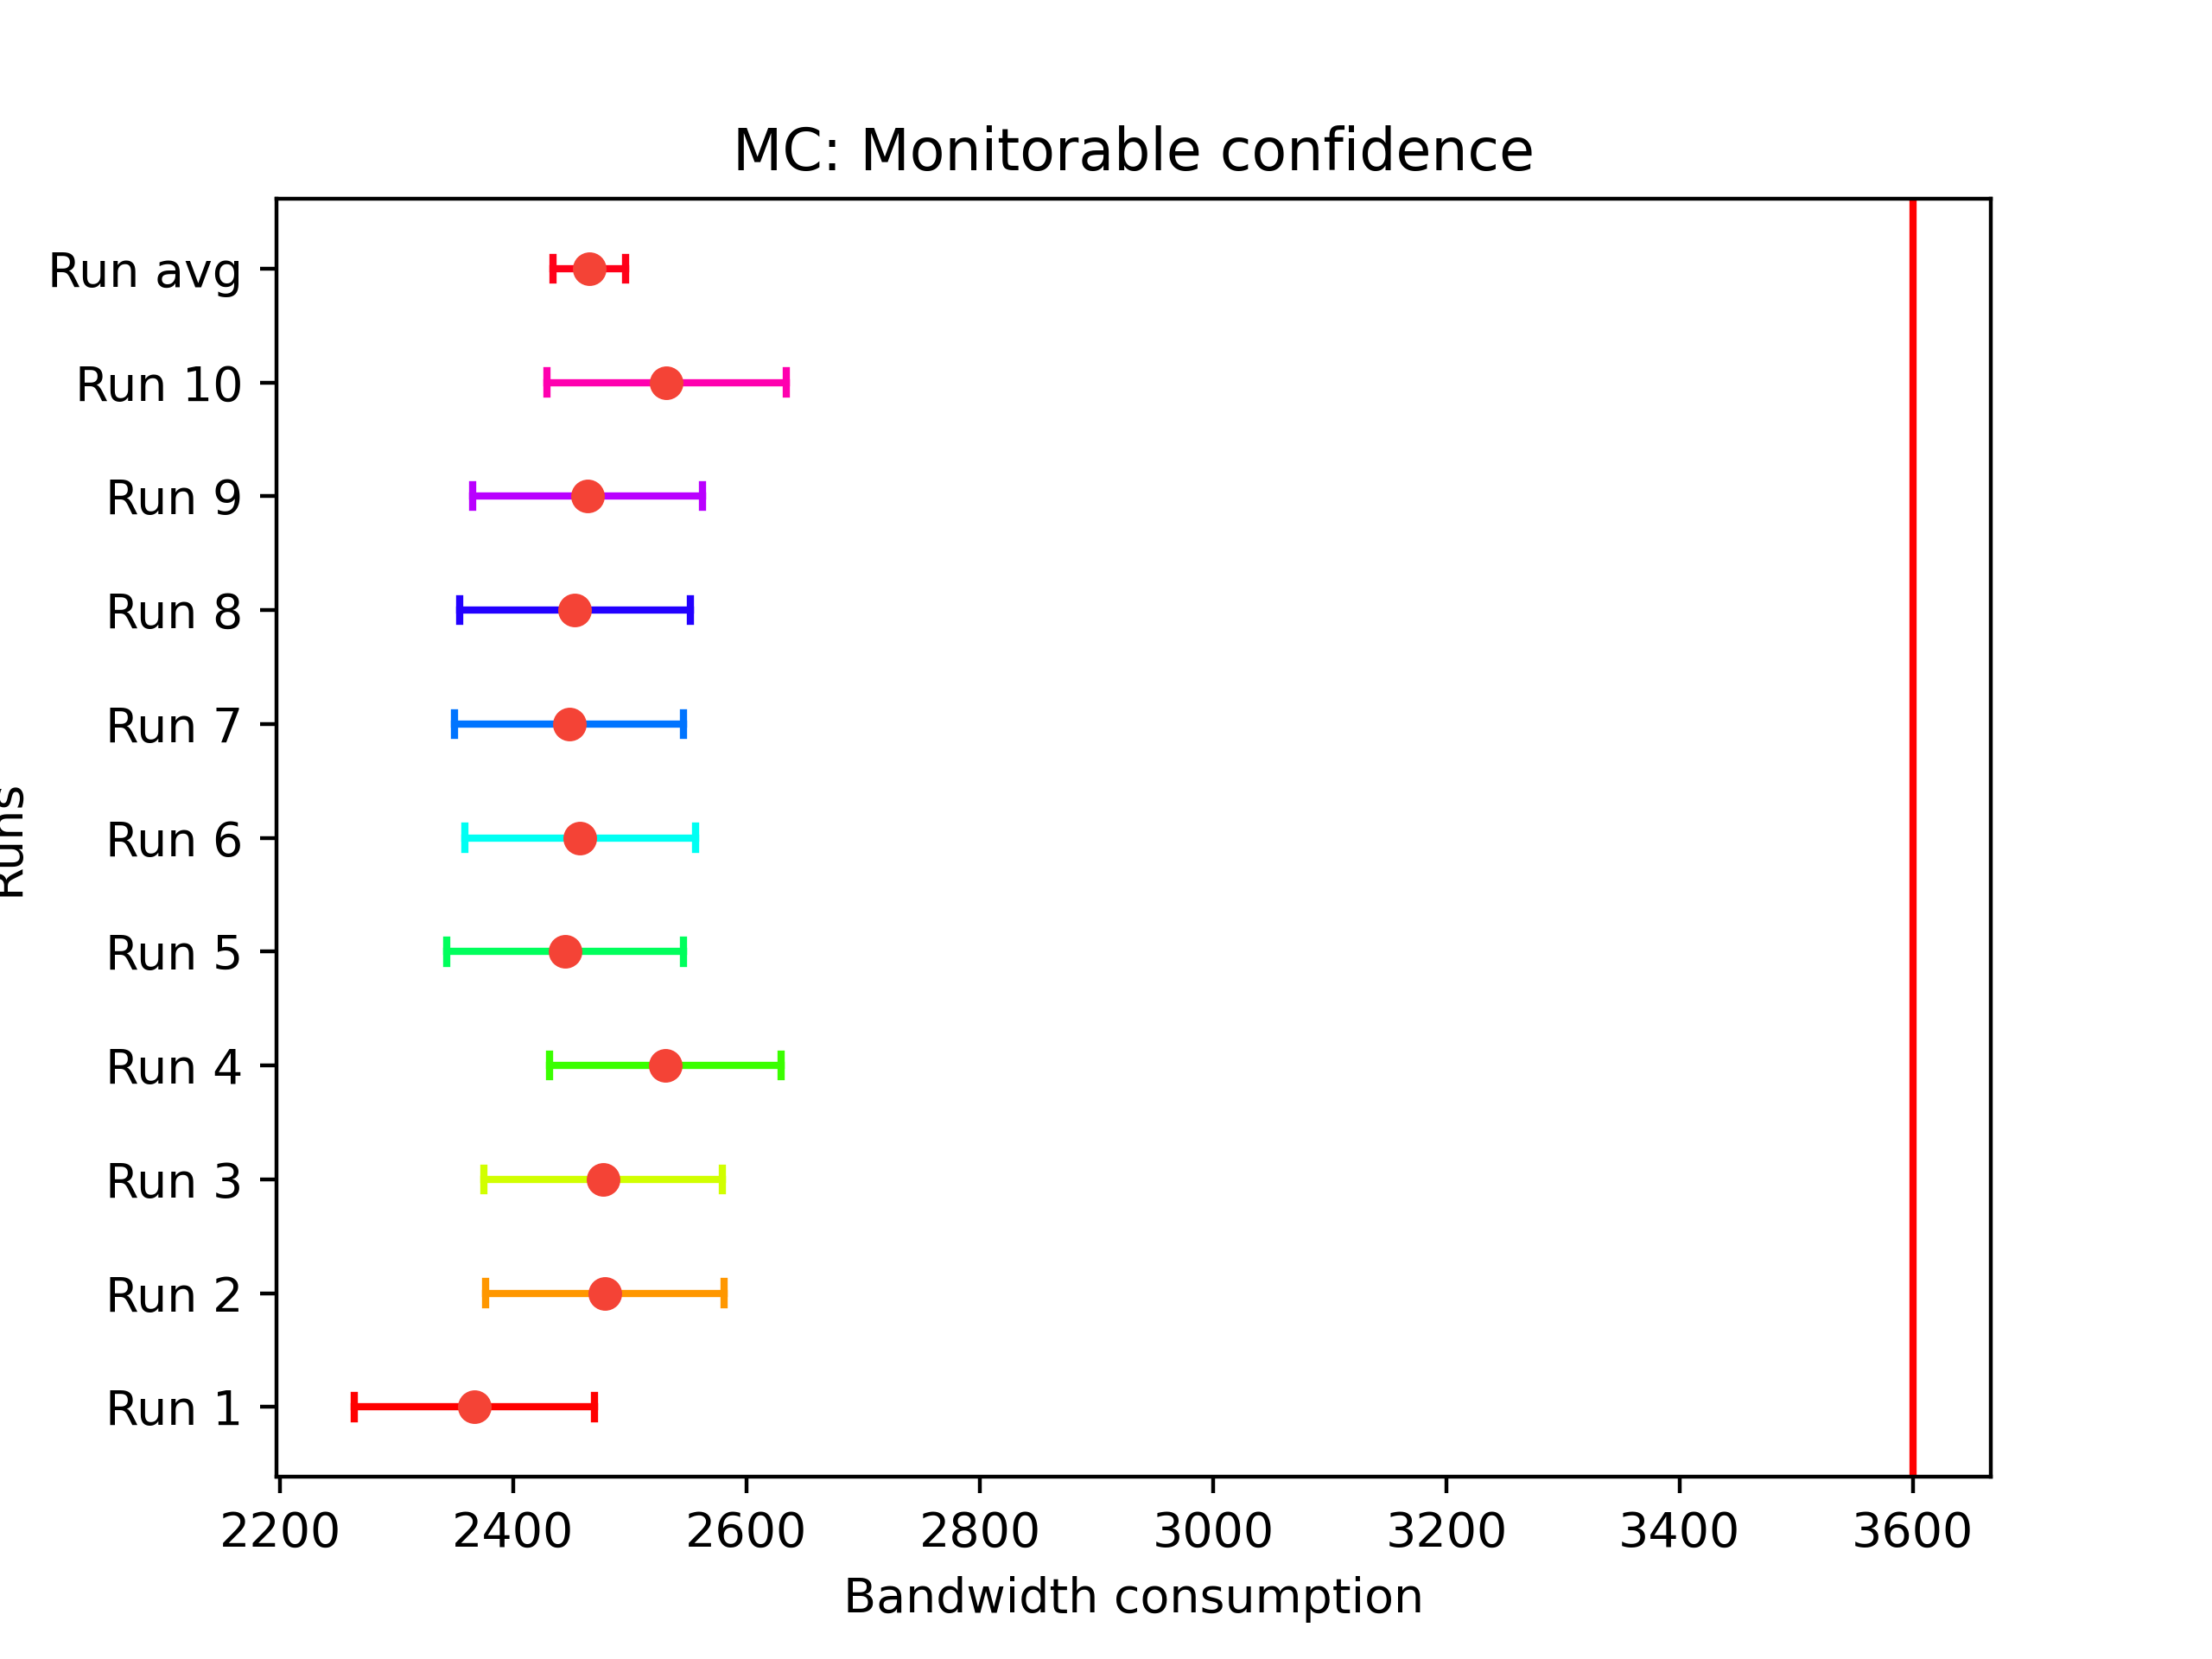 MC: Monitorable confidence
Run avg
Run 10
Run 9
Run 8
Run 7
Run 6
Run 5
Run 4
Run 3
Run 2
Run 1
Runs
2200 2400 2600 2800 3000 3200 3400 3600
Bandwidth consumption